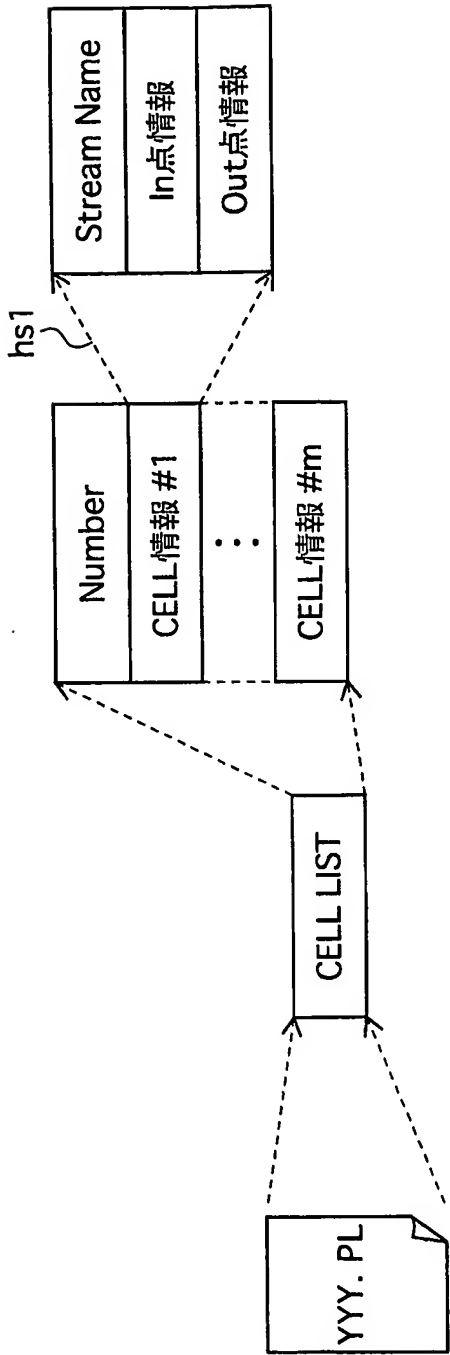 YYY. PL
CELL LIST
Number
CELL情報 #1
CELL情報 #m
hs1
Stream Name
In点情報
Out点情報